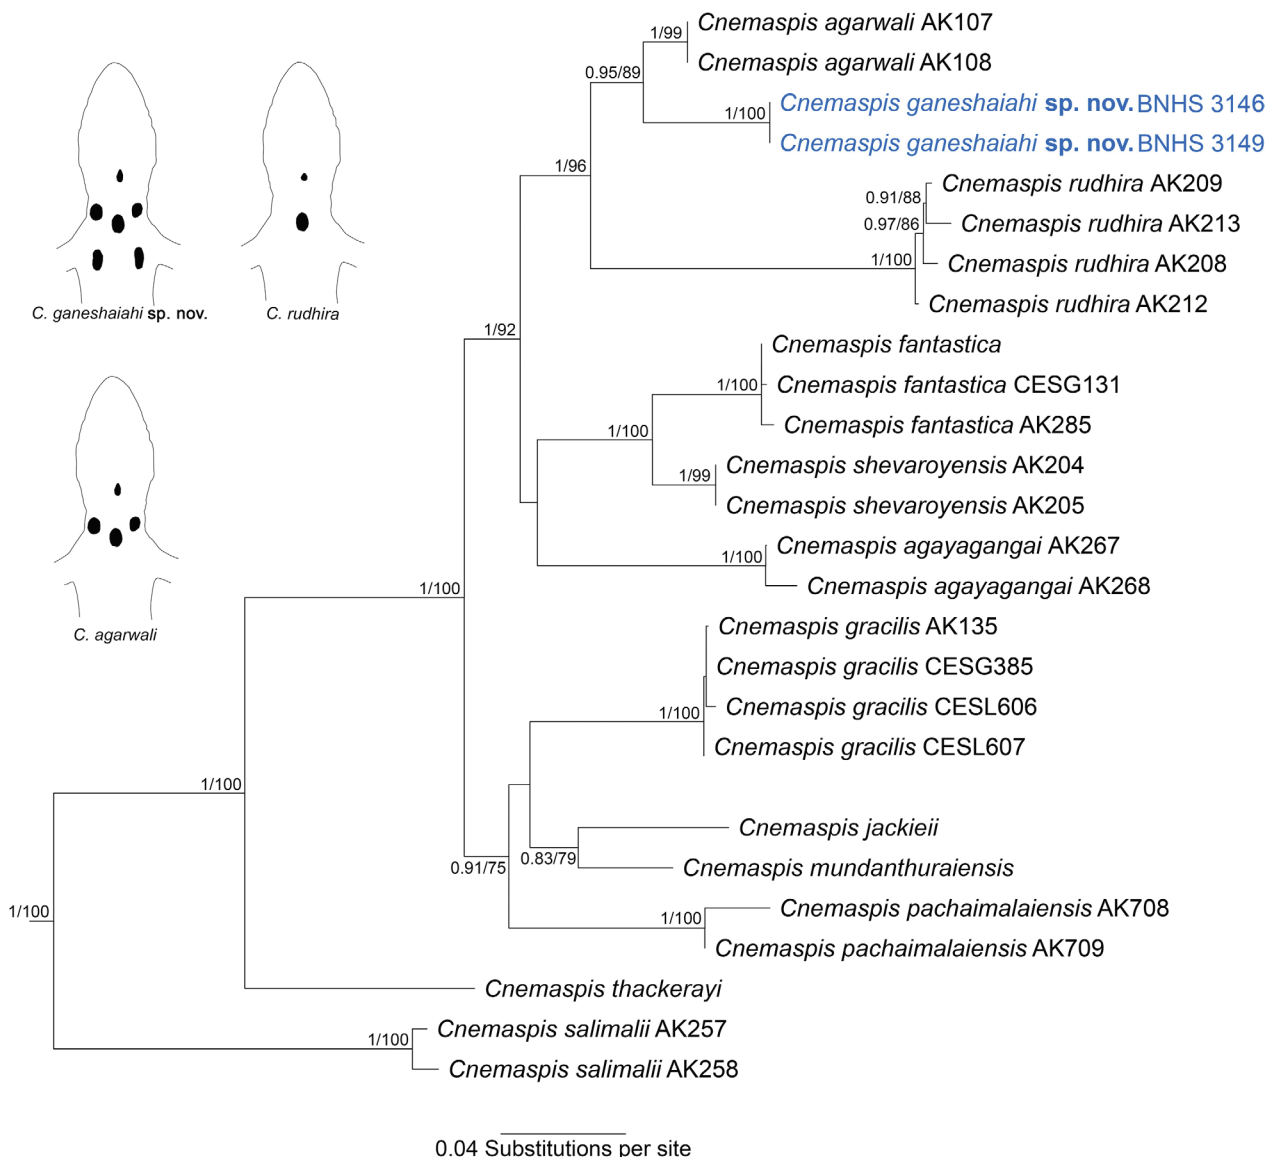 C. ganeshaiahi sp. nov.
C. rudhira
C. agarwali
1/99
Cnemaspis agarwali AK107
Cnemaspis agarwali AK108
0.95/89
1/100
Cnemaspis ganeshaiahi sp. nov. BNHS 3146
Cnemaspis ganeshaiahi sp. nov. BNHS 3149
1/96
0.91/88
Cnemaspis rudhira AK209
0.97/86
Cnemaspis rudhira AK213
1/100
Cnemaspis rudhira AK208
Cnemaspis rudhira AK212
1/92
Cnemaspis fantastica
1/100
Cnemaspis fantastica CESG131
Cnemaspis fantastica AK285
1/100
Cnemaspis shevaroyensis AK204
1/99
Cnemaspis shevaroyensis AK205
Cnemaspis agayagangai AK267
1/100
Cnemaspis agayagangai AK268
1/100
Cnemaspis gracilis AK135
Cnemaspis gracilis CESG385
1/100
Cnemaspis gracilis CESL606
Cnemaspis gracilis CESL607
1/100
Cnemaspis jackieii
0.91/75
0.83/79
Cnemaspis mundanthuraiensis
1/100
Cnemaspis pachaimalaiensis AK708
1/100
Cnemaspis pachaimalaiensis AK709
Cnemaspis thackerayi
1/100
Cnemaspis salimalii AK257
Cnemaspis salimalii AK258
0.04 Substitutions per site